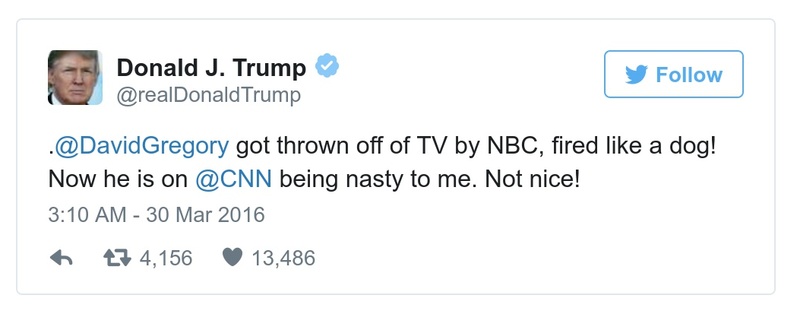 Donald J. Trump
@realDonaldTrump
Follow
.@DavidGregory got thrown off of TV by NBC, fired like a dog!
Now he is on @CNN being nasty to me. Not nice!
3:10 AM - 30 Mar 2016
4,156 13,486